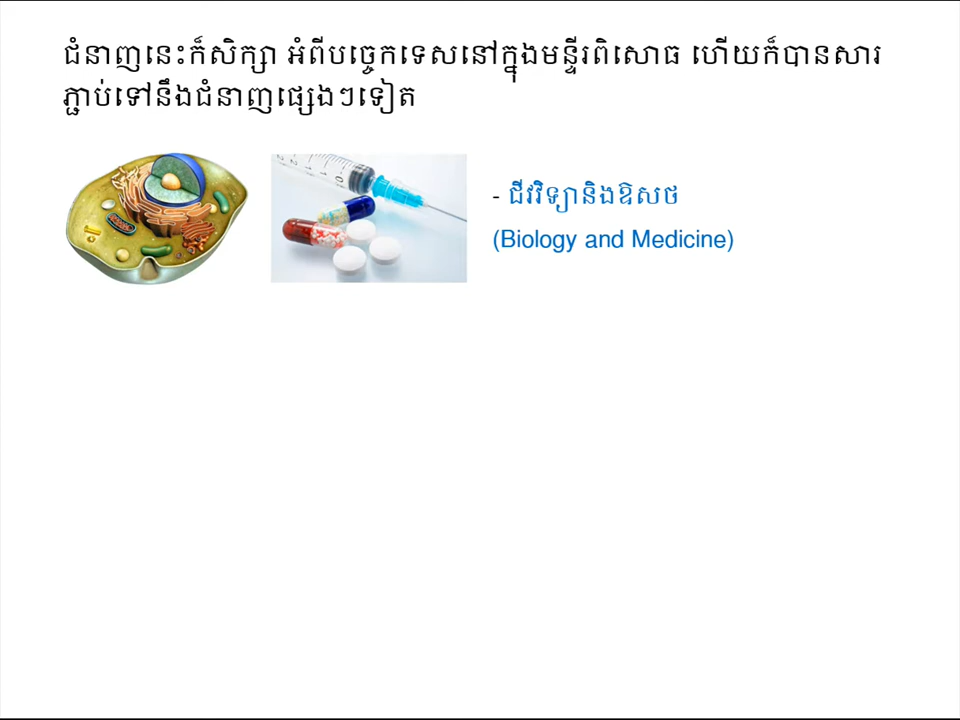 ជំនាញនេះក៏សិក្សា អំពីបច្ចេកទេសនៅក្នុងមន្ទីរពិសោធ ហើយក៏បានសារ
ភ្ជាប់ទៅនឹងជំនាញផ្សេងៗទៀត
- ជីវវិទ្យានិងឱសថ
(Biology and Medicine)